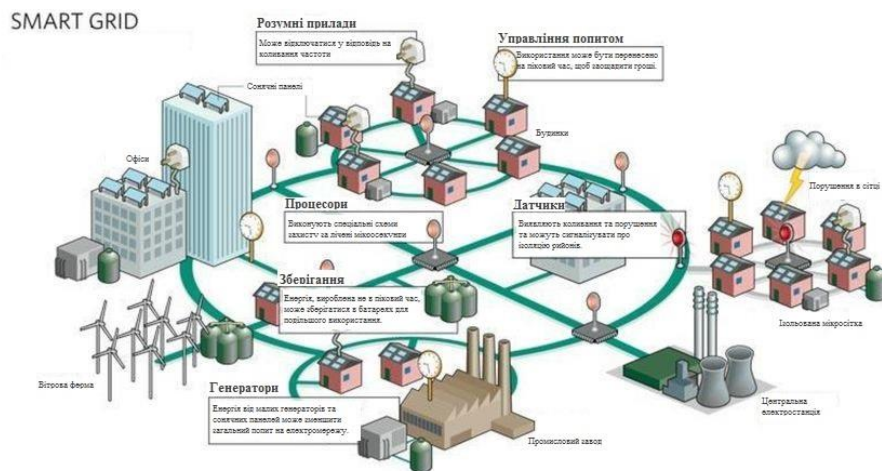 SMART GRID
Розумні прилади
Може відключатися у відповідь на
коливання частоти
Управління попитом
Використання може бути перенесено
на піковий час, щоб заощадити гроші.
Сонячні панелі
Будинки
Офіси
Порушення в сітці
Процесори
Виконують спеціальні схеми
захисту за лічені мікросекунди
Датчики
Виявляють коливання та порушення
та можуть сигналізувати про
ізоляцію районів.
Зберігання
Енергія, вироблена не в піковий час,
може зберігатися в батареях для
подільшого використання.
Ізольована мікросітка
Вітрова ферма
Генератори
Енергія від малих генераторів та
сонячних панелей може зменшити
загальний попит на електромережу.
Промисловий завод
Центральна
електростанція